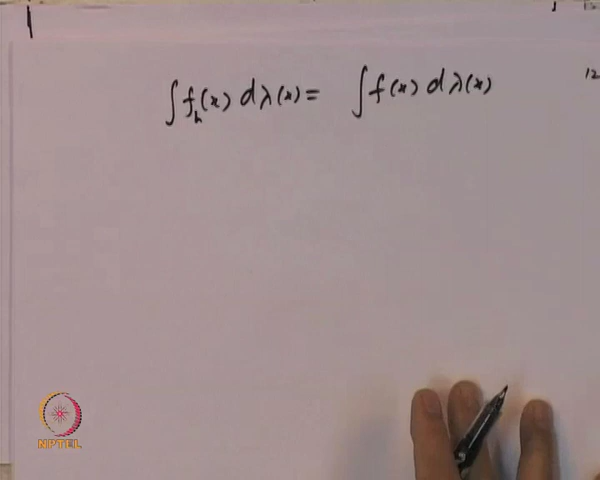 ∫f_h(x) dλ(x) = ∫f(x) dλ(x)
12
NPTEL